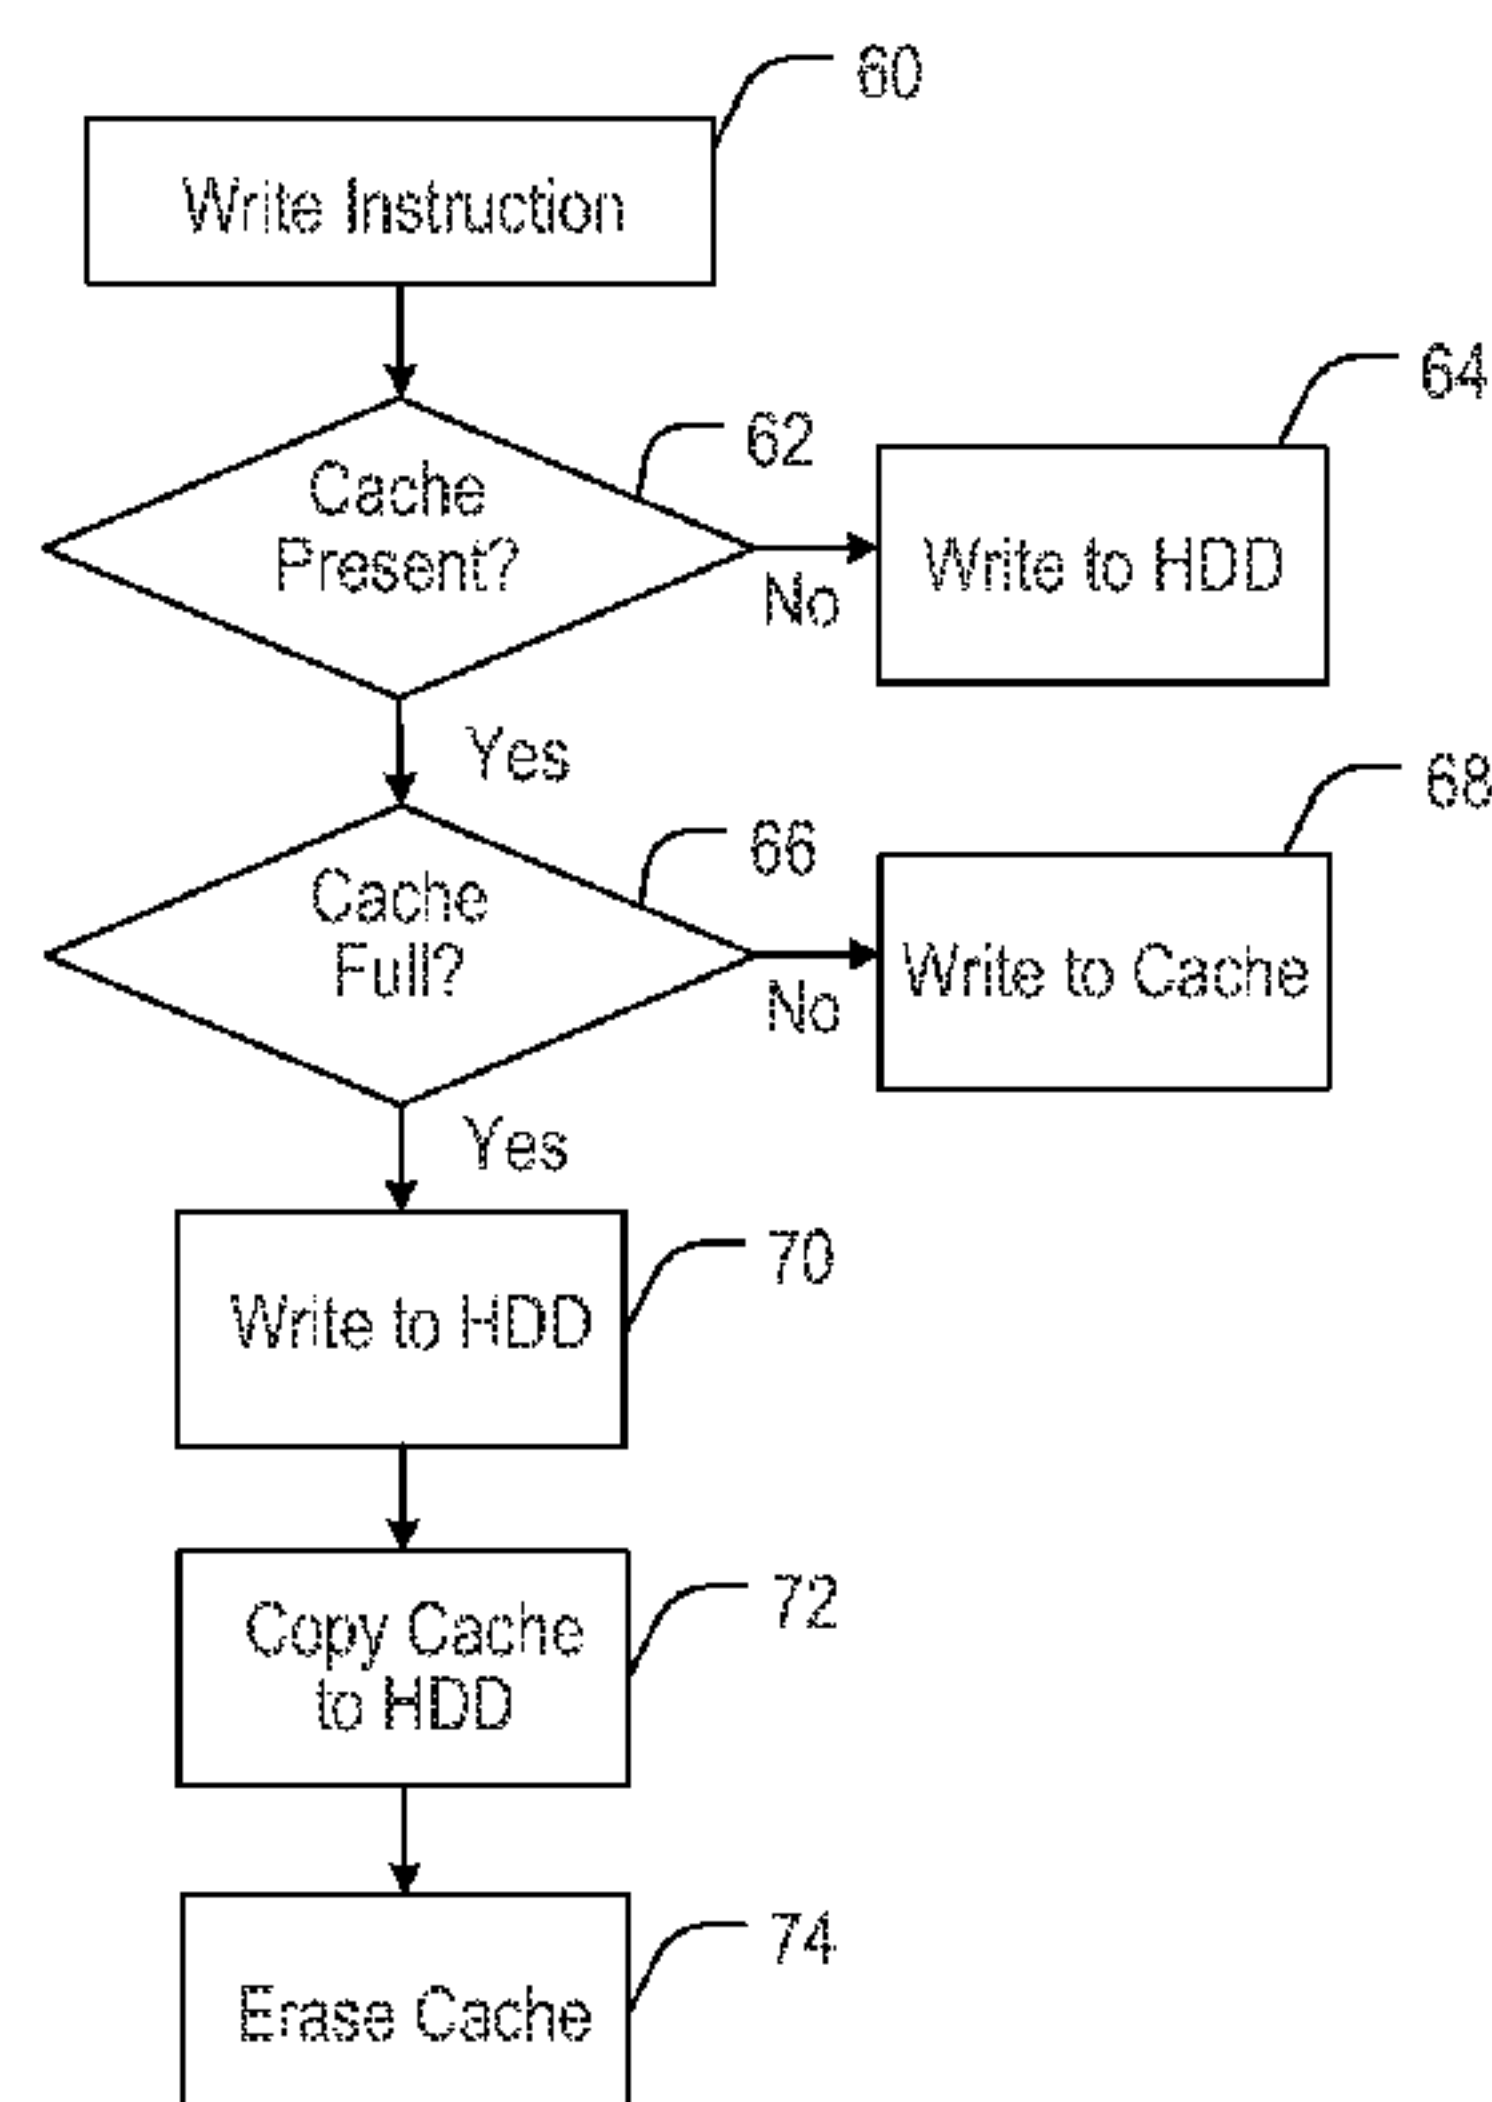 60
Write Instruction
64
62
Cache
Present?
No
Write to HDD
Yes
68
66
Cache
Full?
No
Write to Cache
Yes
70
Write to HDD
72
Copy Cache
to HDD
74
Erase Cache